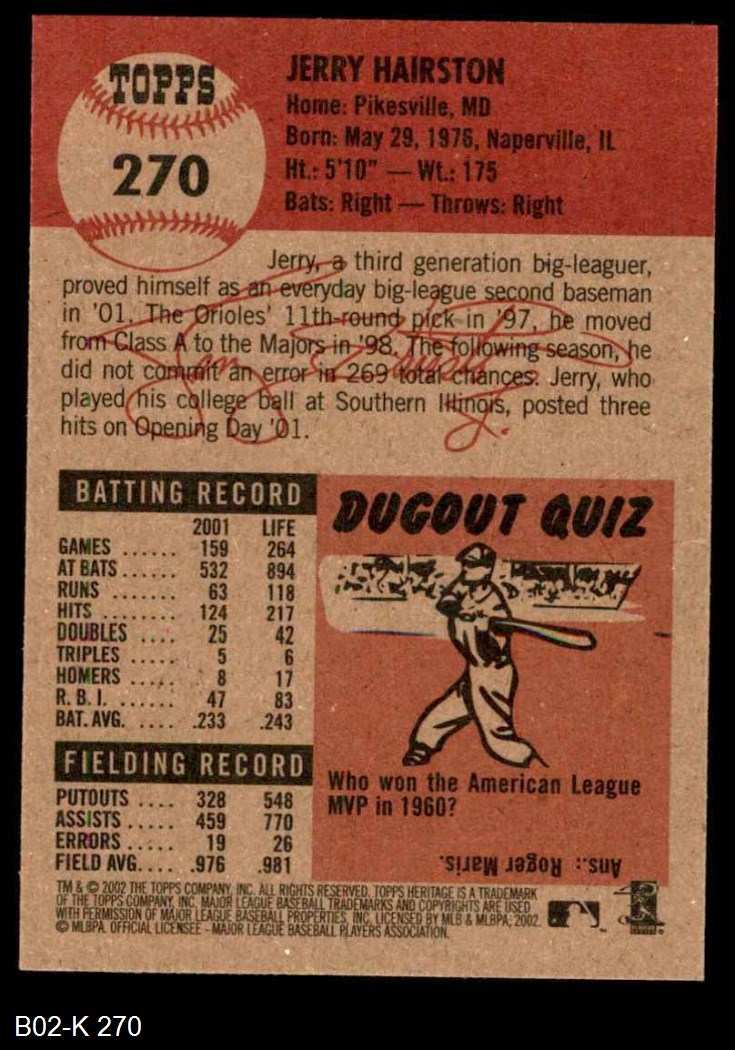 TOPPS
270
JERRY HAIRSTON
Home: Pikesville, MD
Born: May 29, 1976, Naperville, IL
Ht.: 5'10" — Wt.: 175
Bats: Right — Throws: Right
Jerry, a third generation big-leaguer,
proved himself as an everyday big-league second baseman
in '01. The Orioles' 11th-round pick in '97, he moved
from Class A to the Majors in '98. The following season, he
did not commit an error in 269 total chances. Jerry, who
played his college ball at Southern Illinois, posted three
hits on Opening Day '01.
BATTING RECORD
2001 LIFE
GAMES ...... 159 264
AT BATS ...... 532 894
RUNS ...... 63 118
HITS ........ 124 217
DOUBLES .... 25 42
TRIPLES ..... 5 6
HOMERS ..... 8 17
R. B. I. ...... 47 83
BAT. AVG. ..... .233 .243
FIELDING RECORD
PUTOUTS .... 328 548
ASSISTS ..... 459 770
ERRORS ..... 19 26
FIELD AVG.... .976 .981
DUGOUT QUIZ
Who won the American League
MVP in 1960?
Ans.: Roger Maris.
TM & © 2002 THE TOPPS COMPANY, INC. ALL RIGHTS RESERVED. TOPPS HERITAGE IS A TRADEMARK
OF THE TOPPS COMPANY, INC. MAJOR LEAGUE BASEBALL TRADEMARKS AND COPYRIGHTS ARE USED
WITH PERMISSION OF MAJOR LEAGUE BASEBALL PROPERTIES, INC. LICENSED BY MLB & MLBPA, 2002.
© MLBPA. OFFICIAL LICENSEE - MAJOR LEAGUE BASEBALL PLAYERS ASSOCIATION.
B02-K 270